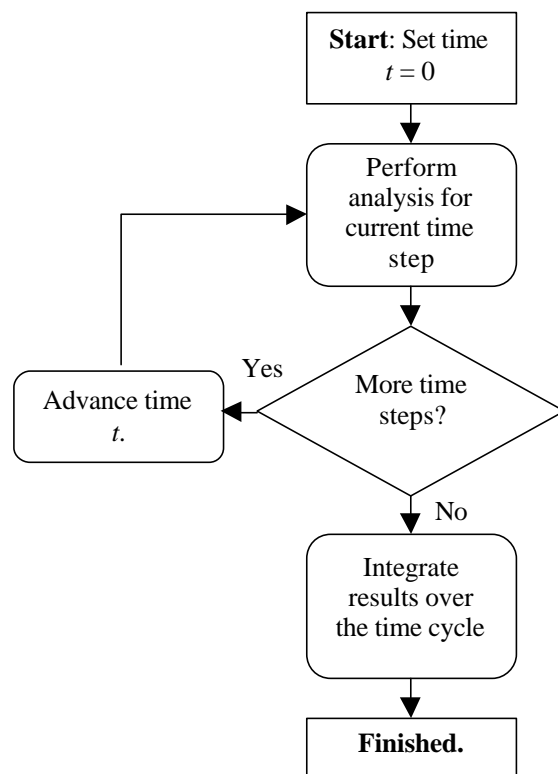 Start: Set time
t = 0
Perform
analysis for
current time
step
More time
steps?
Yes
Advance time
t.
No
Integrate
results over
the time cycle
Finished.